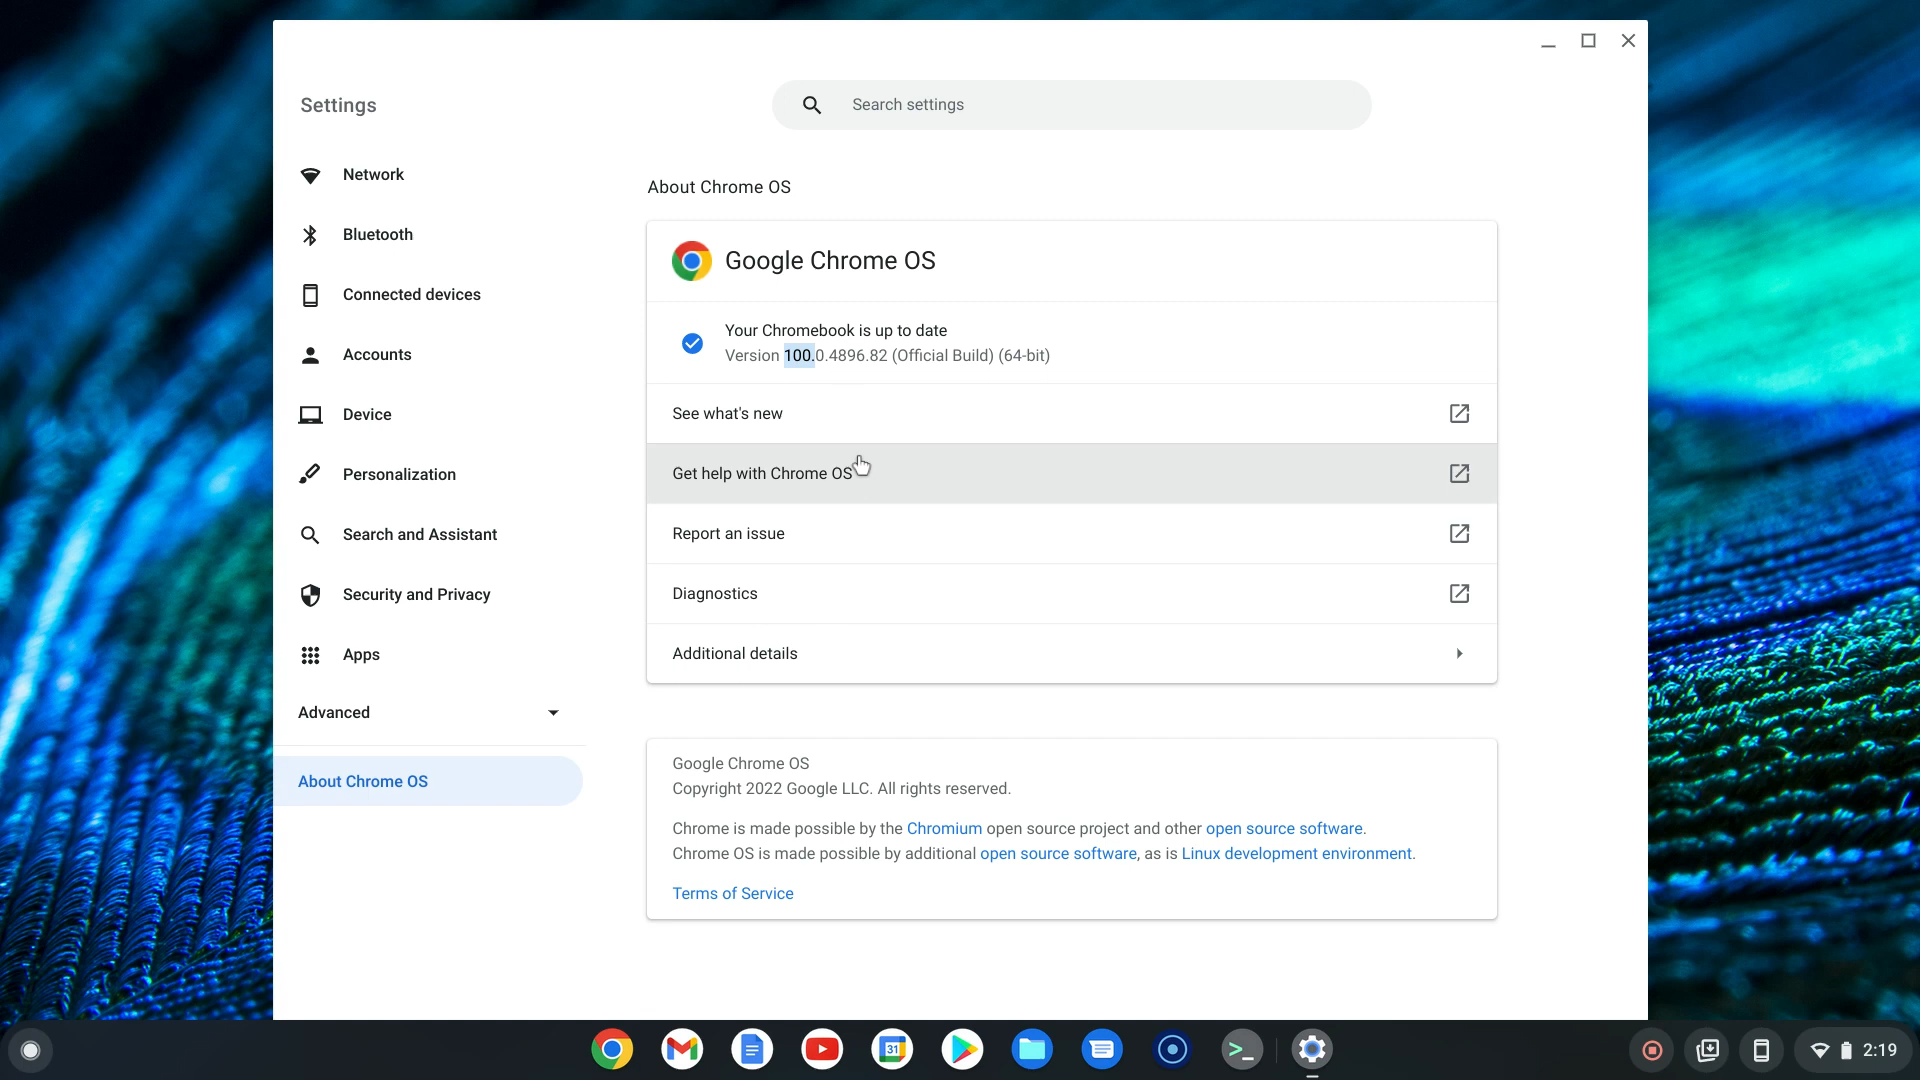 Settings
Search settings
Network
Bluetooth
Connected devices
Accounts
Device
Personalization
Search and Assistant
Security and Privacy
Apps
Advanced
About Chrome OS
About Chrome OS
Google Chrome OS
Your Chromebook is up to date
Version 100.0.4896.82 (Official Build) (64-bit)
See what's new
Get help with Chrome OS
Report an issue
Diagnostics
Additional details
Google Chrome OS
Copyright 2022 Google LLC. All rights reserved.
Chrome is made possible by the Chromium open source project and other open source software.
Chrome OS is made possible by additional open source software, as is Linux development environment.
Terms of Service
31
>_
2:19